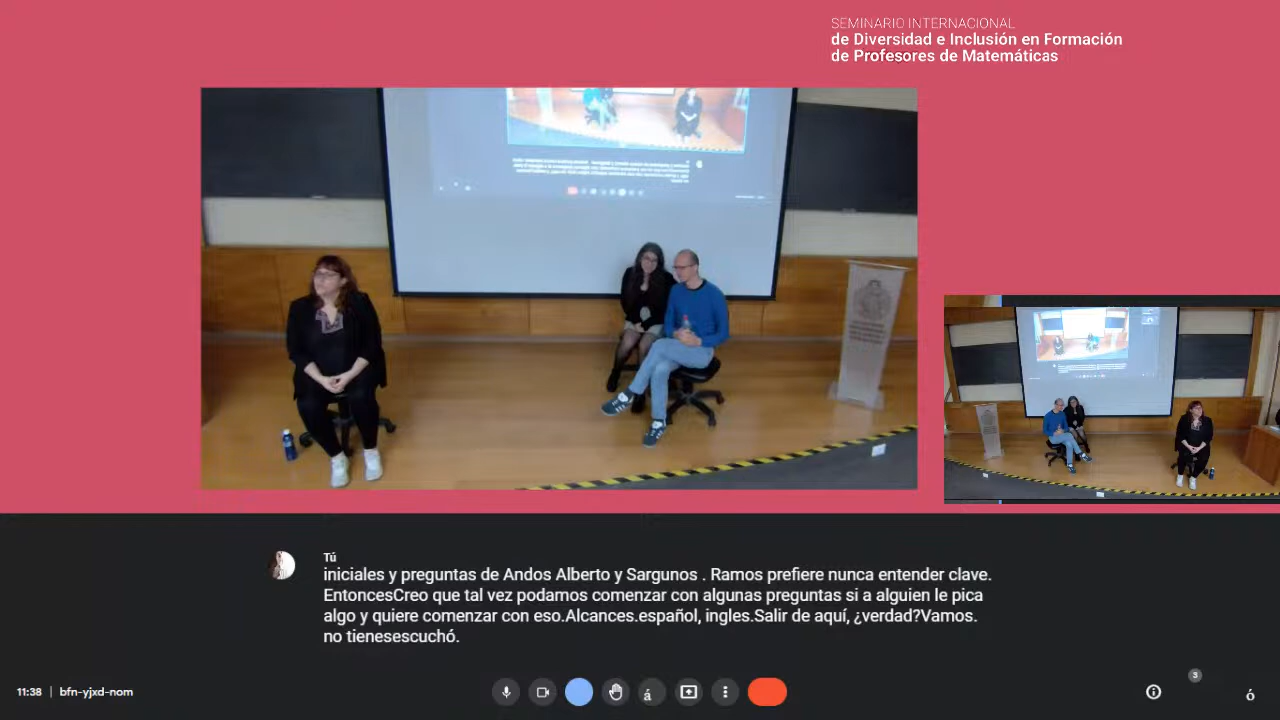 SEMINARIO INTERNACIONAL
de Diversidad e Inclusión en Formación
de Profesores de Matemáticas
Tú
iniciales y preguntas de Andos Alberto y Sargunos . Ramos prefiere nunca entender clave.
EntoncesCreo que tal vez podamos comenzar con algunas preguntas si a alguien le pica
algo y quiere comenzar con eso.Alcances.español, ingles.Salir de aquí, ¿verdad?Vamos.
no tienesescuchó.
11:38 | bfn-yjxd-nom
á
3
ó